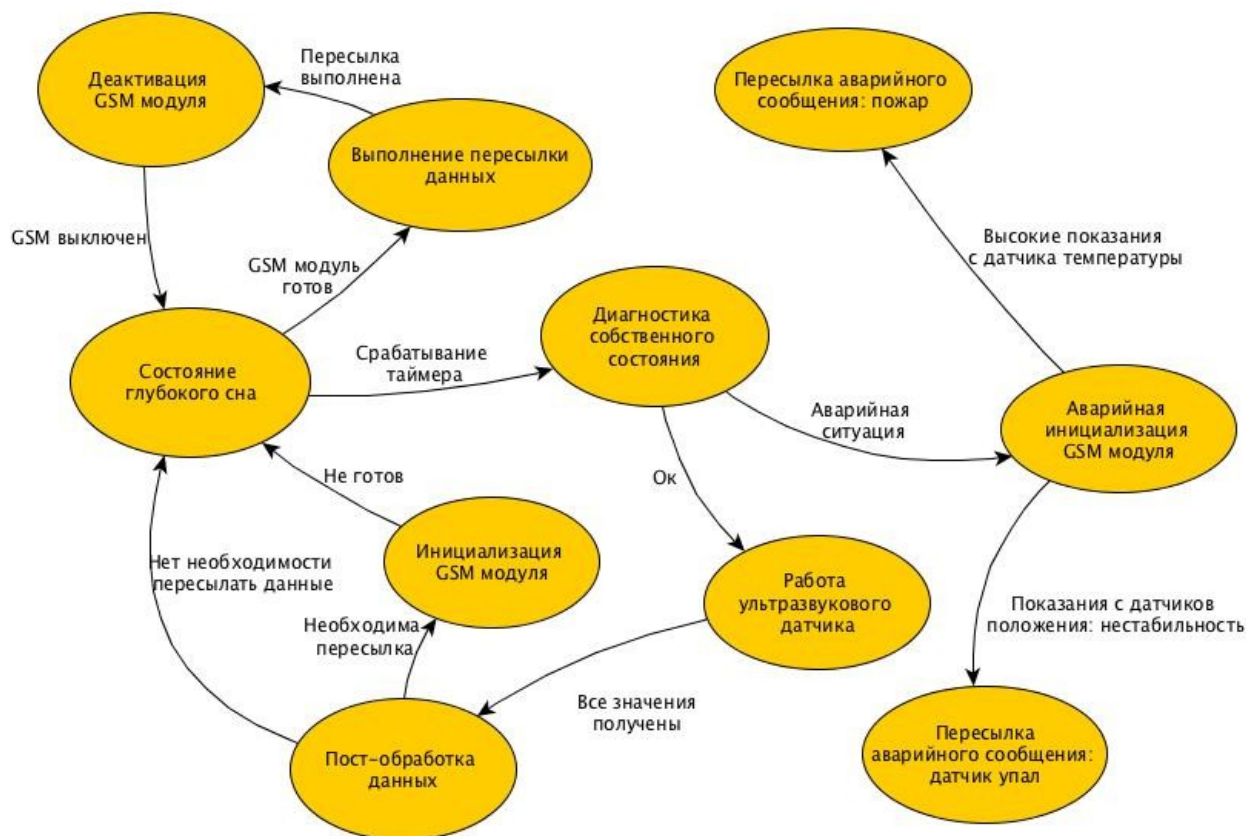 Деактивация
GSM модуля
Пересылка
выполнена
Выполнение пересылки
данных
Пересылка аварийного
сообщения: пожар
GSM выключен
GSM модуль
готов
Высокие показания
с датчика температуры
Состояние
глубокого сна
Срабатывание
таймера
Диагностика
собственного
состояния
Аварийная
ситуация
Аварийная
инициализация
GSM модуля
Не готов
Ок
Нет необходимости
пересылать данные
Инициализация
GSM модуля
Работа
ультразвукового
датчика
Показания с датчиков
положения: нестабильность
Необходима
пересылка
Все значения
получены
Пост-обработка
данных
Пересылка
аварийного сообщения:
датчик упал